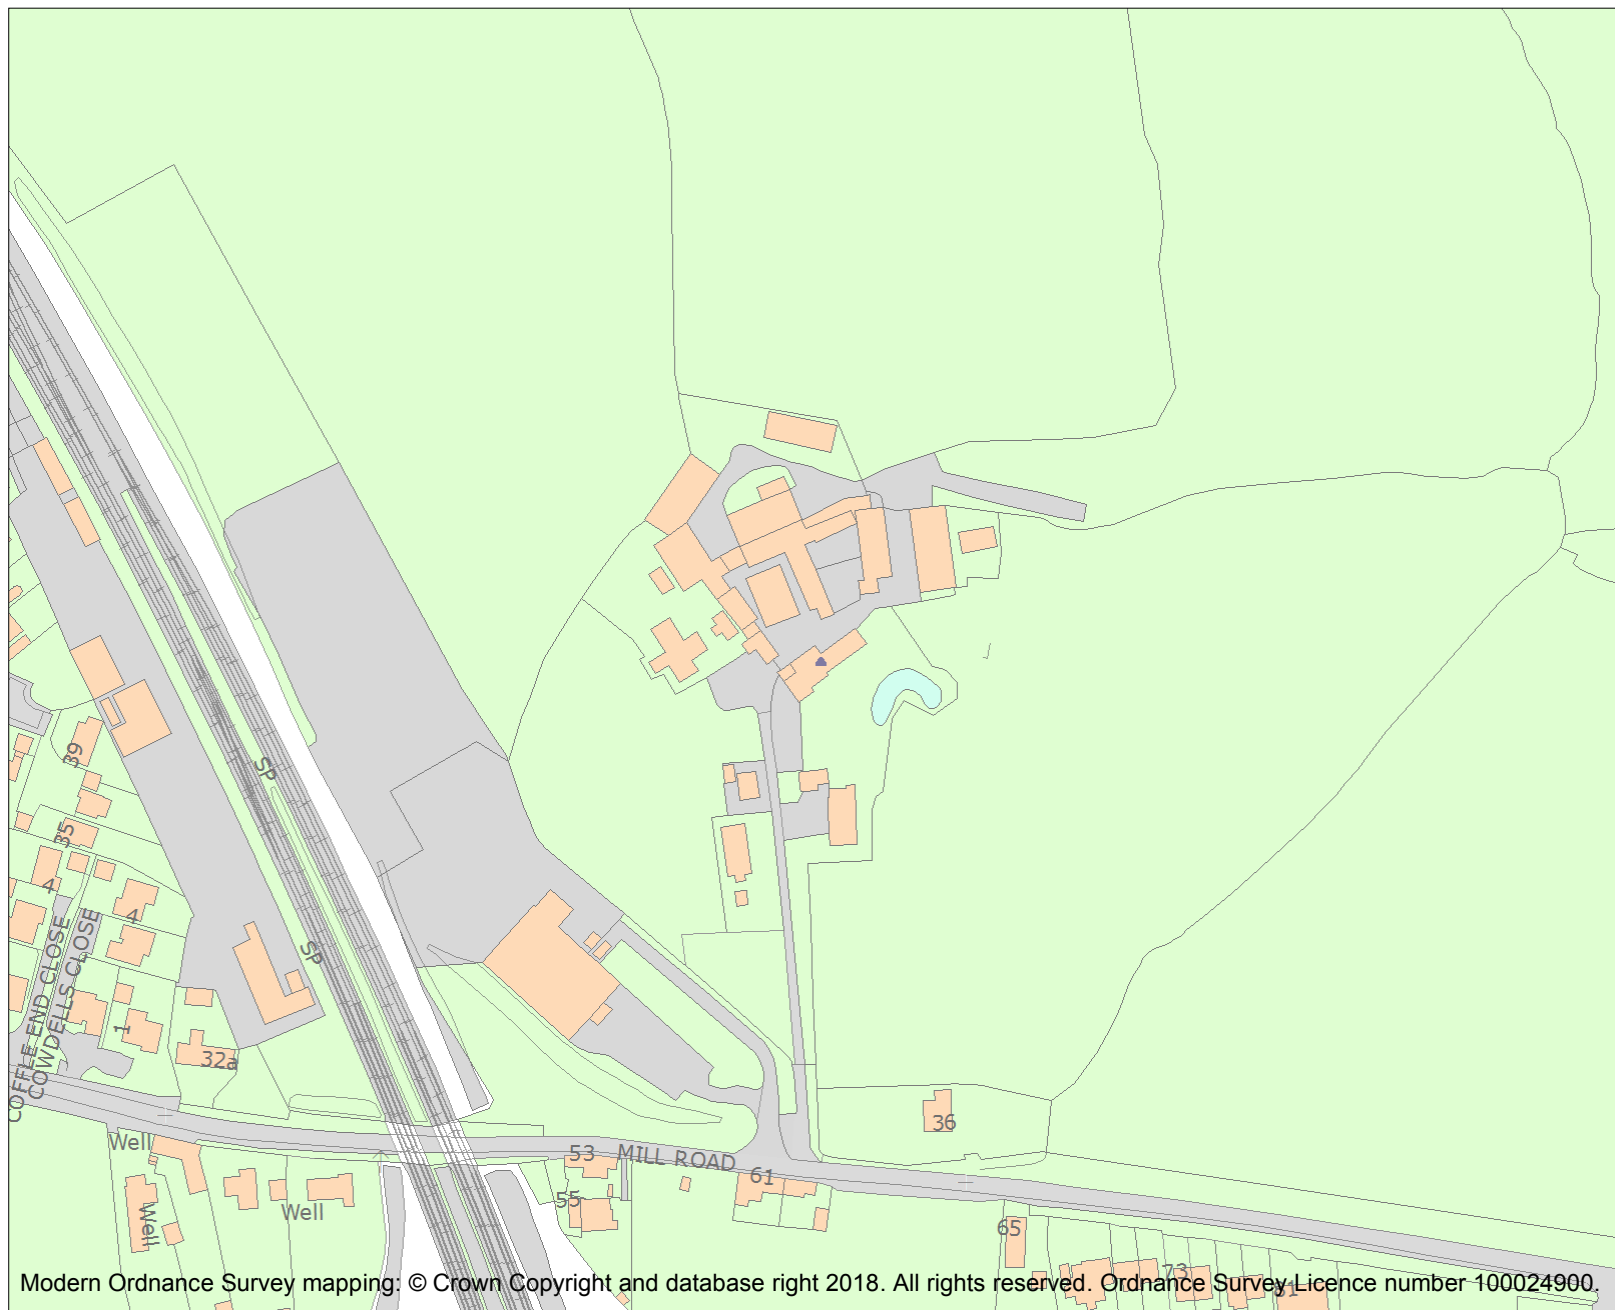 SP
39
35
4
4
SP
COFFLE END CLOSE
COWDELLS CLOSE
1
32a
36
Well
53
MILL ROAD
61
55
Well
Well
65
73
81
Modern Ordnance Survey mapping: © Crown Copyright and database right 2018. All rights reserved. Ordnance Survey Licence number 100024900.